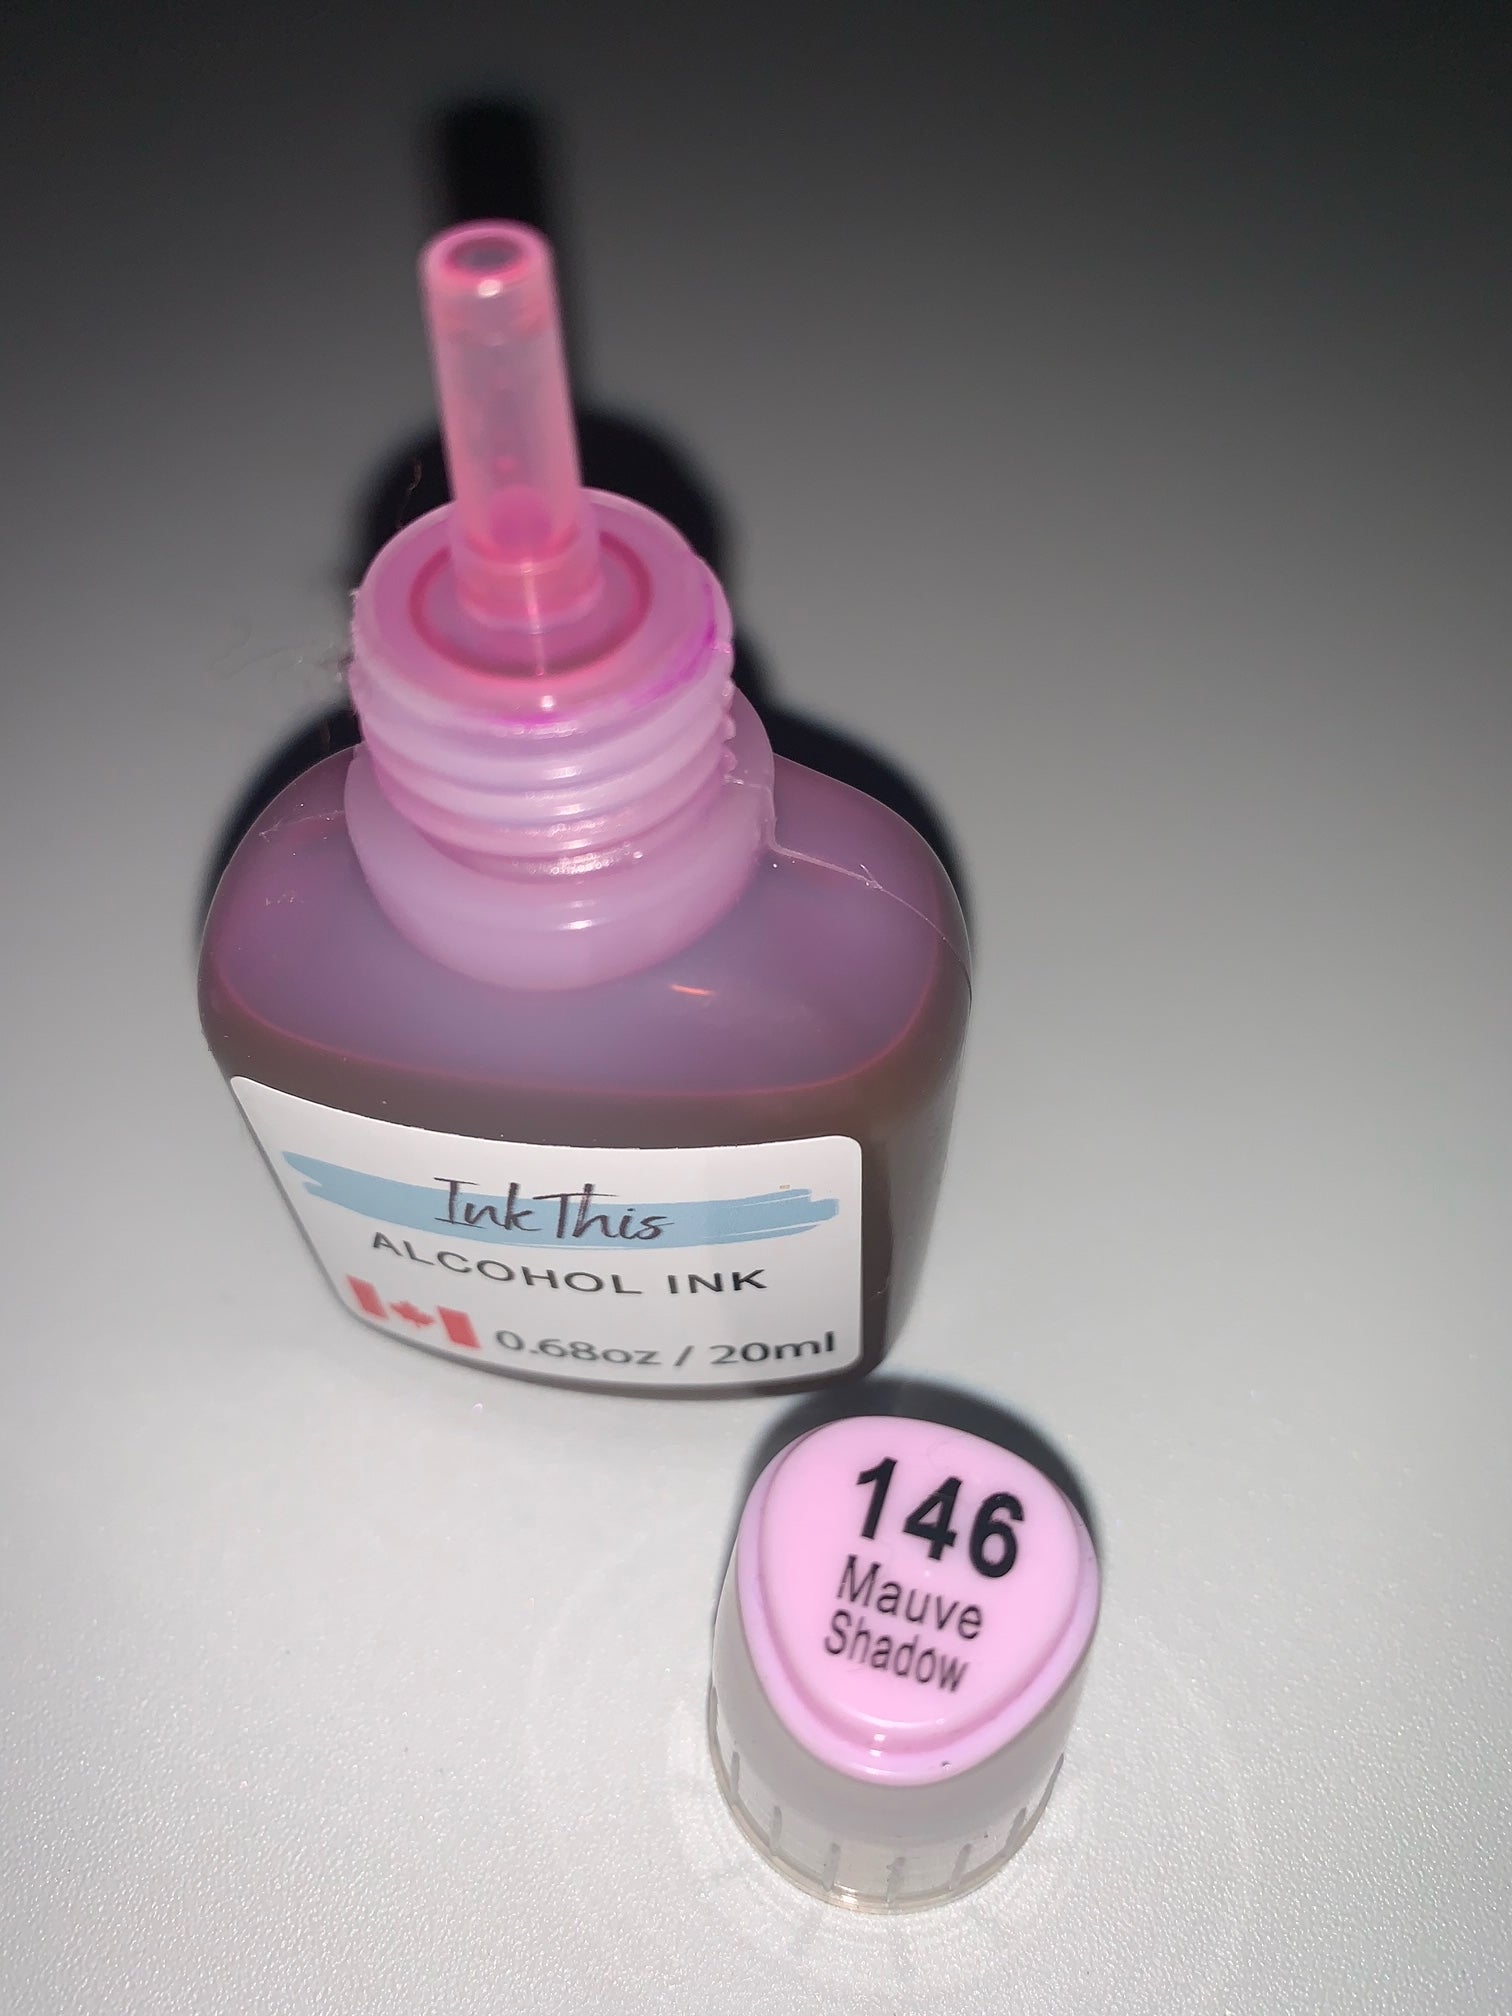 Ink This
ALCOHOL INK
0.68oz / 20ml
146
Mauve
Shadow